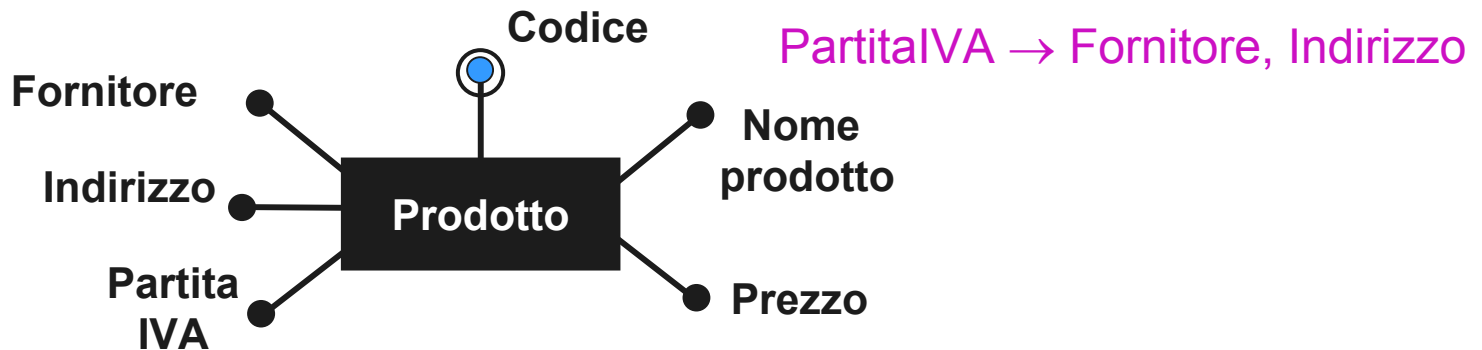 Codice
PartitaIVA → Fornitore, Indirizzo
Fornitore
Nome
prodotto
Indirizzo
Prodotto
Partita
IVA
Prezzo